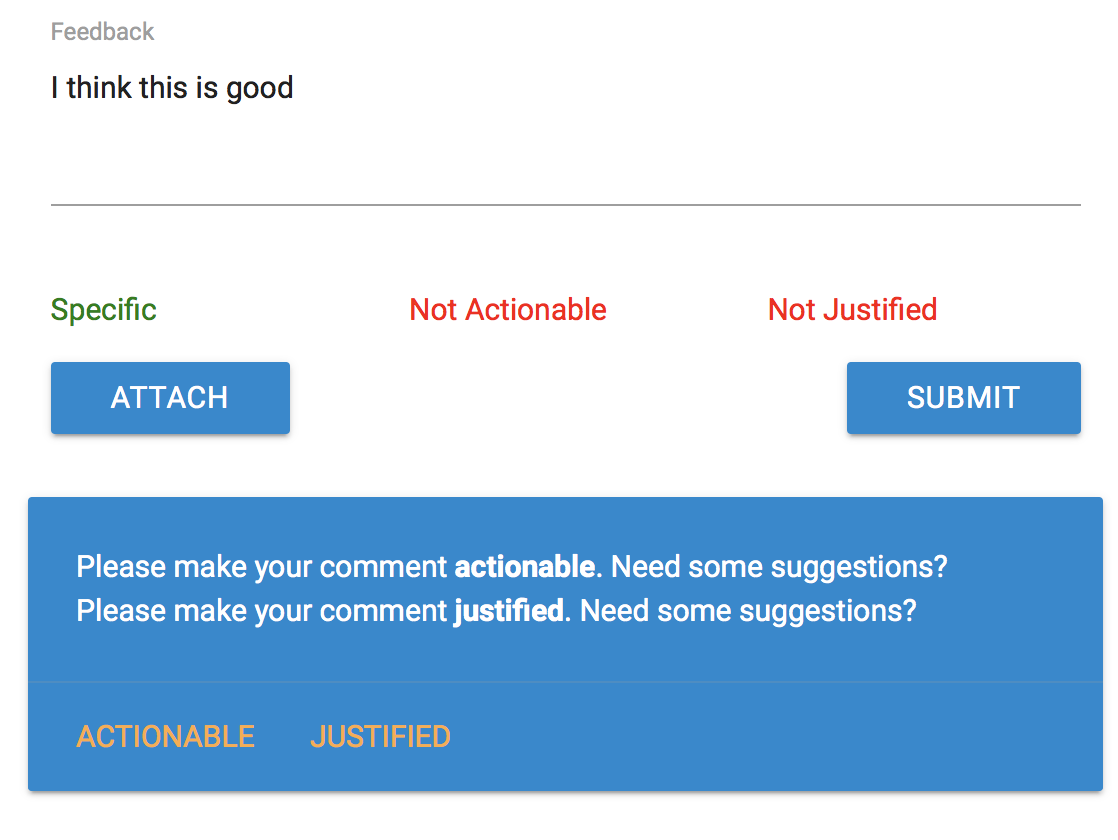 Feedback
I think this is good
Specific Not Actionable Not Justified
ATTACH SUBMIT
Please make your comment actionable. Need some suggestions?
Please make your comment justified. Need some suggestions?
ACTIONABLE JUSTIFIED